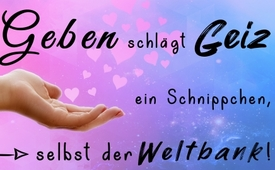 Geben schlägt Geiz
ein Schnippchen,
selbst der Weltbank!